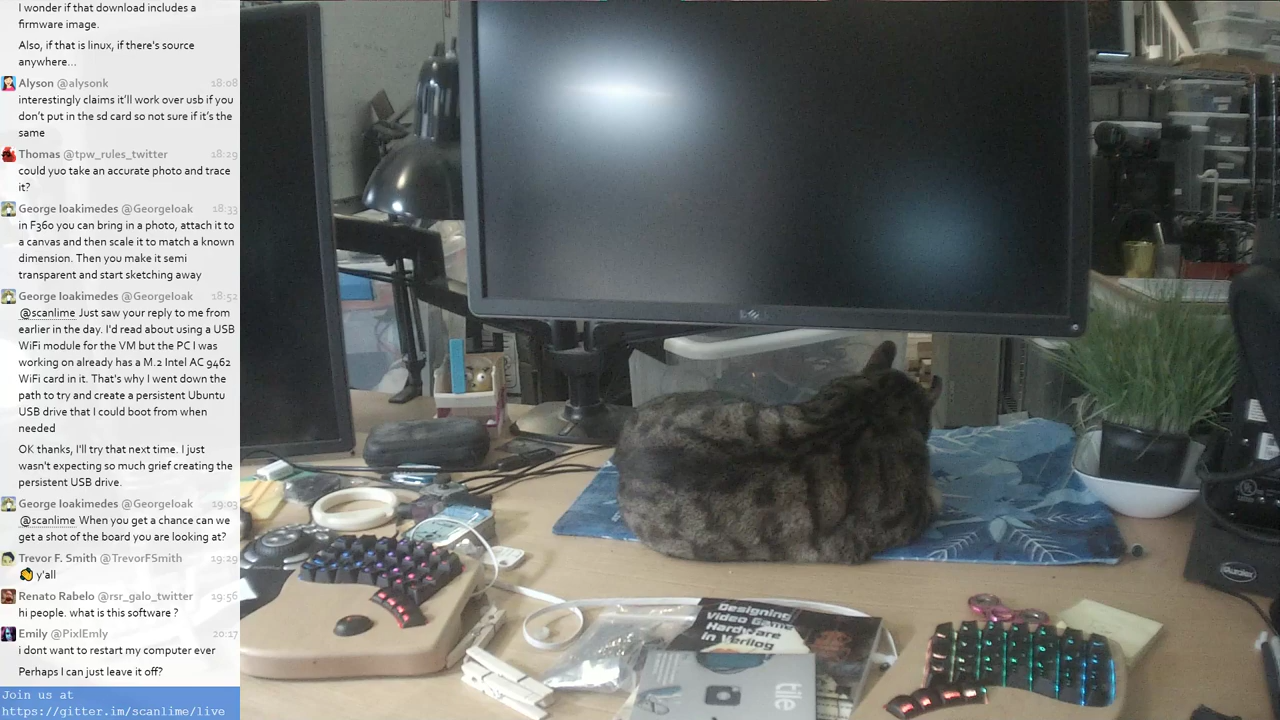 I wonder if that download includes a
firmware image.
Also, if that is linux, if there's source
anywhere...
Alyson @alysonk 18:08
interestingly claims it'll work over usb if you
don't put in the sd card so not sure if it's the
same
Thomas @tpw_rules_twitter 18:29
could yuo take an accurate photo and trace
it?
George Ioakimedes @GeorgeIoak 18:33
in F360 you can bring in a photo, attach it to
a canvas and then scale it to match a known
dimension. Then you make it semi
transparent and start sketching away
George Ioakimedes @GeorgeIoak 18:52
@scanlime Just saw your reply to me from
earlier in the day. I'd read about using a USB
WiFi module for the VM but the PC I was
working on already has a M.2 Intel AC 9462
WiFi card in it. That's why I went down the
path to try and create a persistent Ubuntu
USB drive that I could boot from when
needed
OK thanks, I'll try that next time. I just
wasn't expecting so much grief creating the
persistent USB drive.
George Ioakimedes @GeorgeIoak 19:03
@scanlime When you get a chance can we
get a shot of the board you are looking at?
Trevor F. Smith @TrevorFSmith 19:29
👋 y'all
Renato Rabelo @rsr_galo_twitter 19:56
hi people. what is this software ?
Emily @PixlEmly 20:17
i dont want to restart my computer ever
Perhaps I can just leave it off?
Join us at
https://gitter.im/scanlime/live
DELL
Designing
Video Game
Hardware
in Verilog
tile
auralex